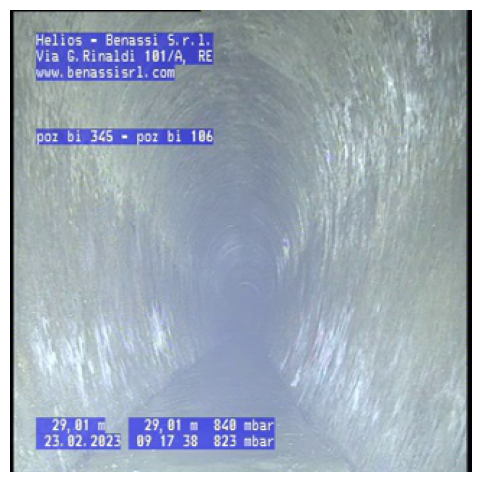 Helios - Benassi S.r.l.
Via G.Rinaldi 101/A, RE
www.benassisrl.com
poz bi 345 - poz bi 106
29,01 m 29,01 m 840 mbar
23.02.2023 09 17 38 823 mbar